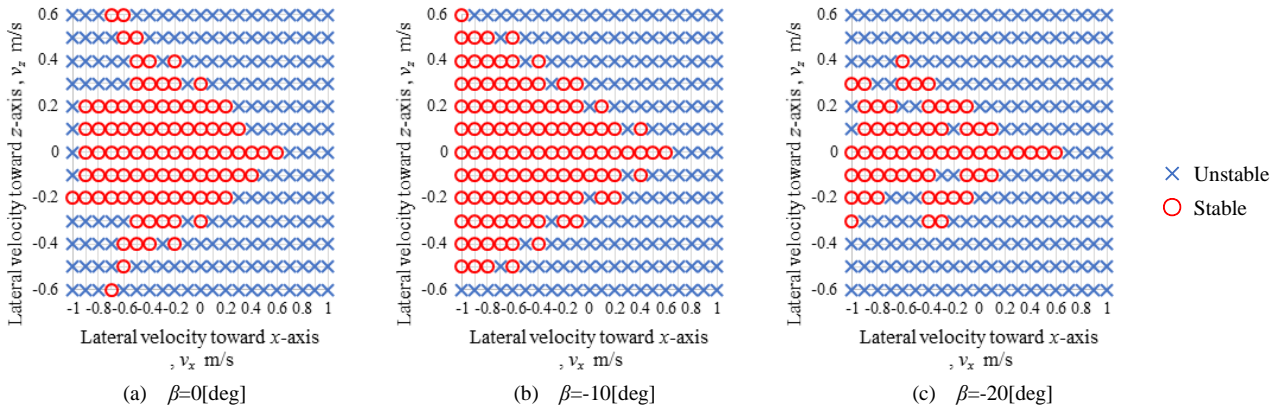 0.6
0.4
0.2
0
-0.2
-0.4
-0.6
Lateral velocity toward z-axis , vz m/s
-1 -0.8 -0.6 -0.4 -0.2 0 0.2 0.4 0.6 0.8 1
Lateral velocity toward x-axis
, vx m/s
(a) β=0[deg]
0.6
0.4
0.2
0
-0.2
-0.4
-0.6
Lateral velocity toward z-axis , vz m/s
-1 -0.8 -0.6 -0.4 -0.2 0 0.2 0.4 0.6 0.8 1
Lateral velocity toward x-axis
, vx m/s
(b) β=-10[deg]
0.6
0.4
0.2
0
-0.2
-0.4
-0.6
Lateral velocity toward z-axis , vz m/s
-1 -0.8 -0.6 -0.4 -0.2 0 0.2 0.4 0.6 0.8 1
Lateral velocity toward x-axis
, vx m/s
(c) β=-20[deg]
Unstable
Stable